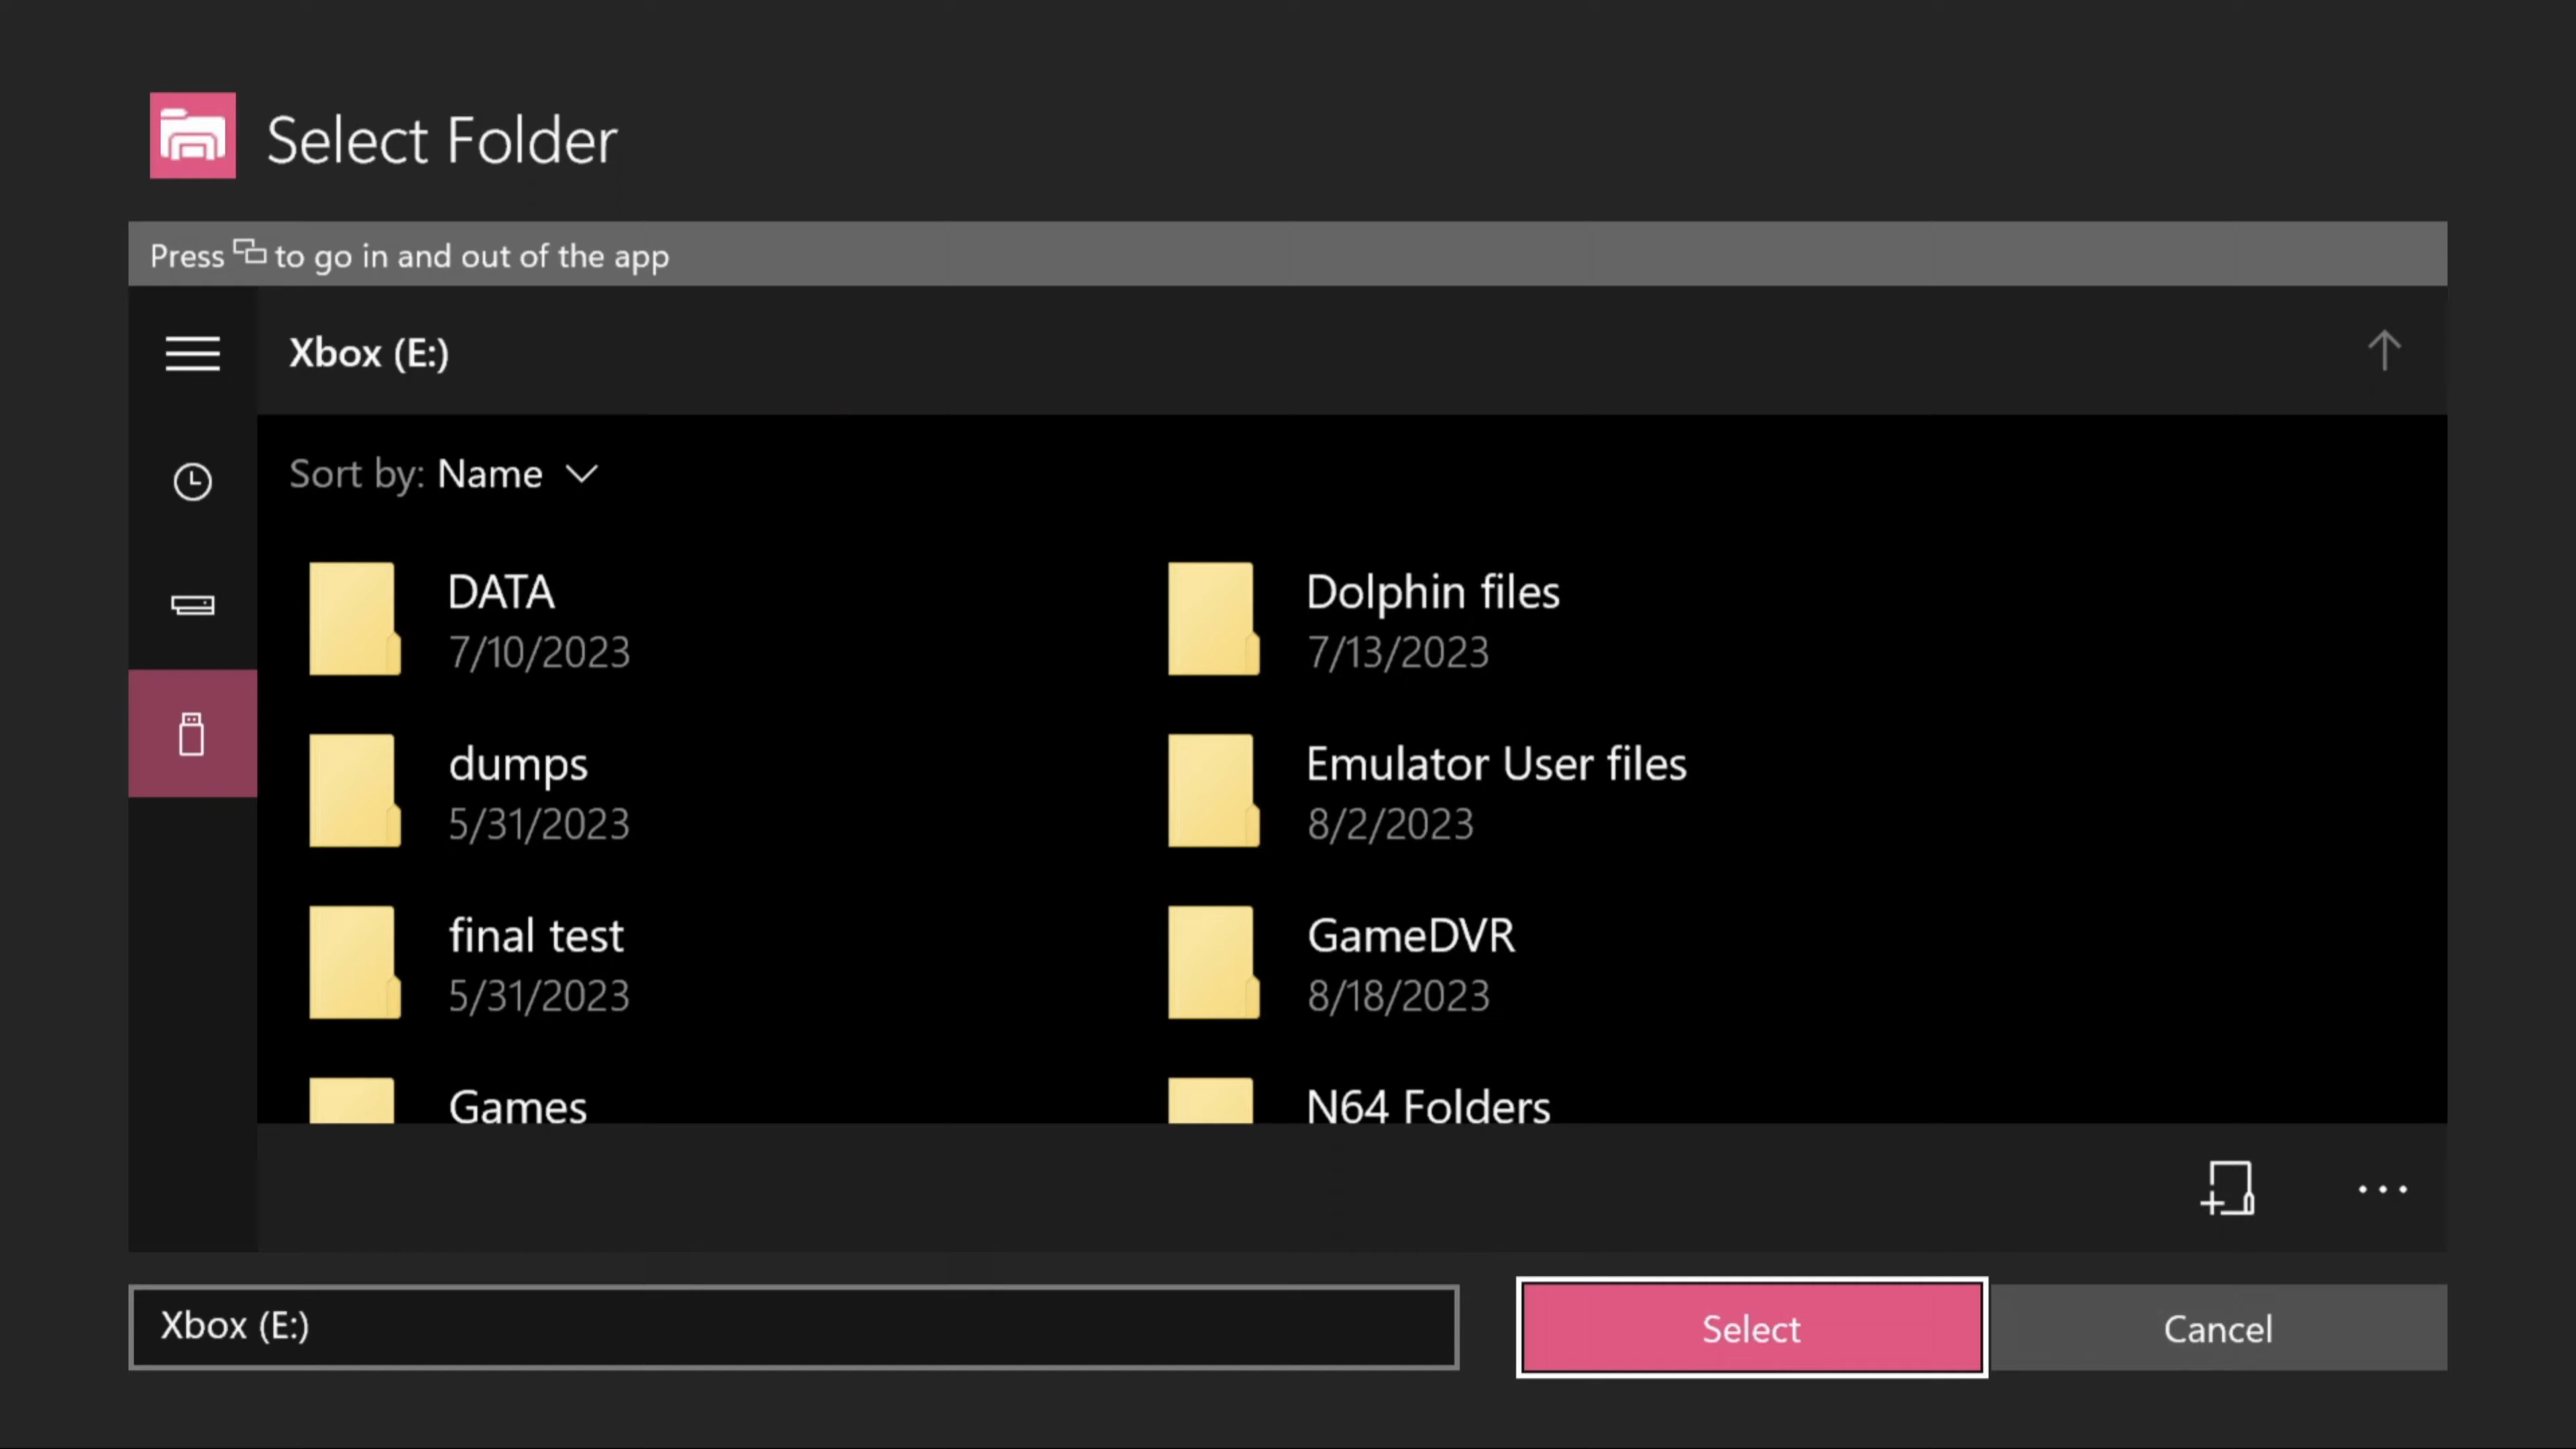 Select Folder
Press to go in and out of the app
Xbox (E:)
Sort by: Name
DATA
7/10/2023
Dolphin files
7/13/2023
dumps
5/31/2023
Emulator User files
8/2/2023
final test
5/31/2023
GameDVR
8/18/2023
Games
N64 Folders
Xbox (E:)
Select
Cancel